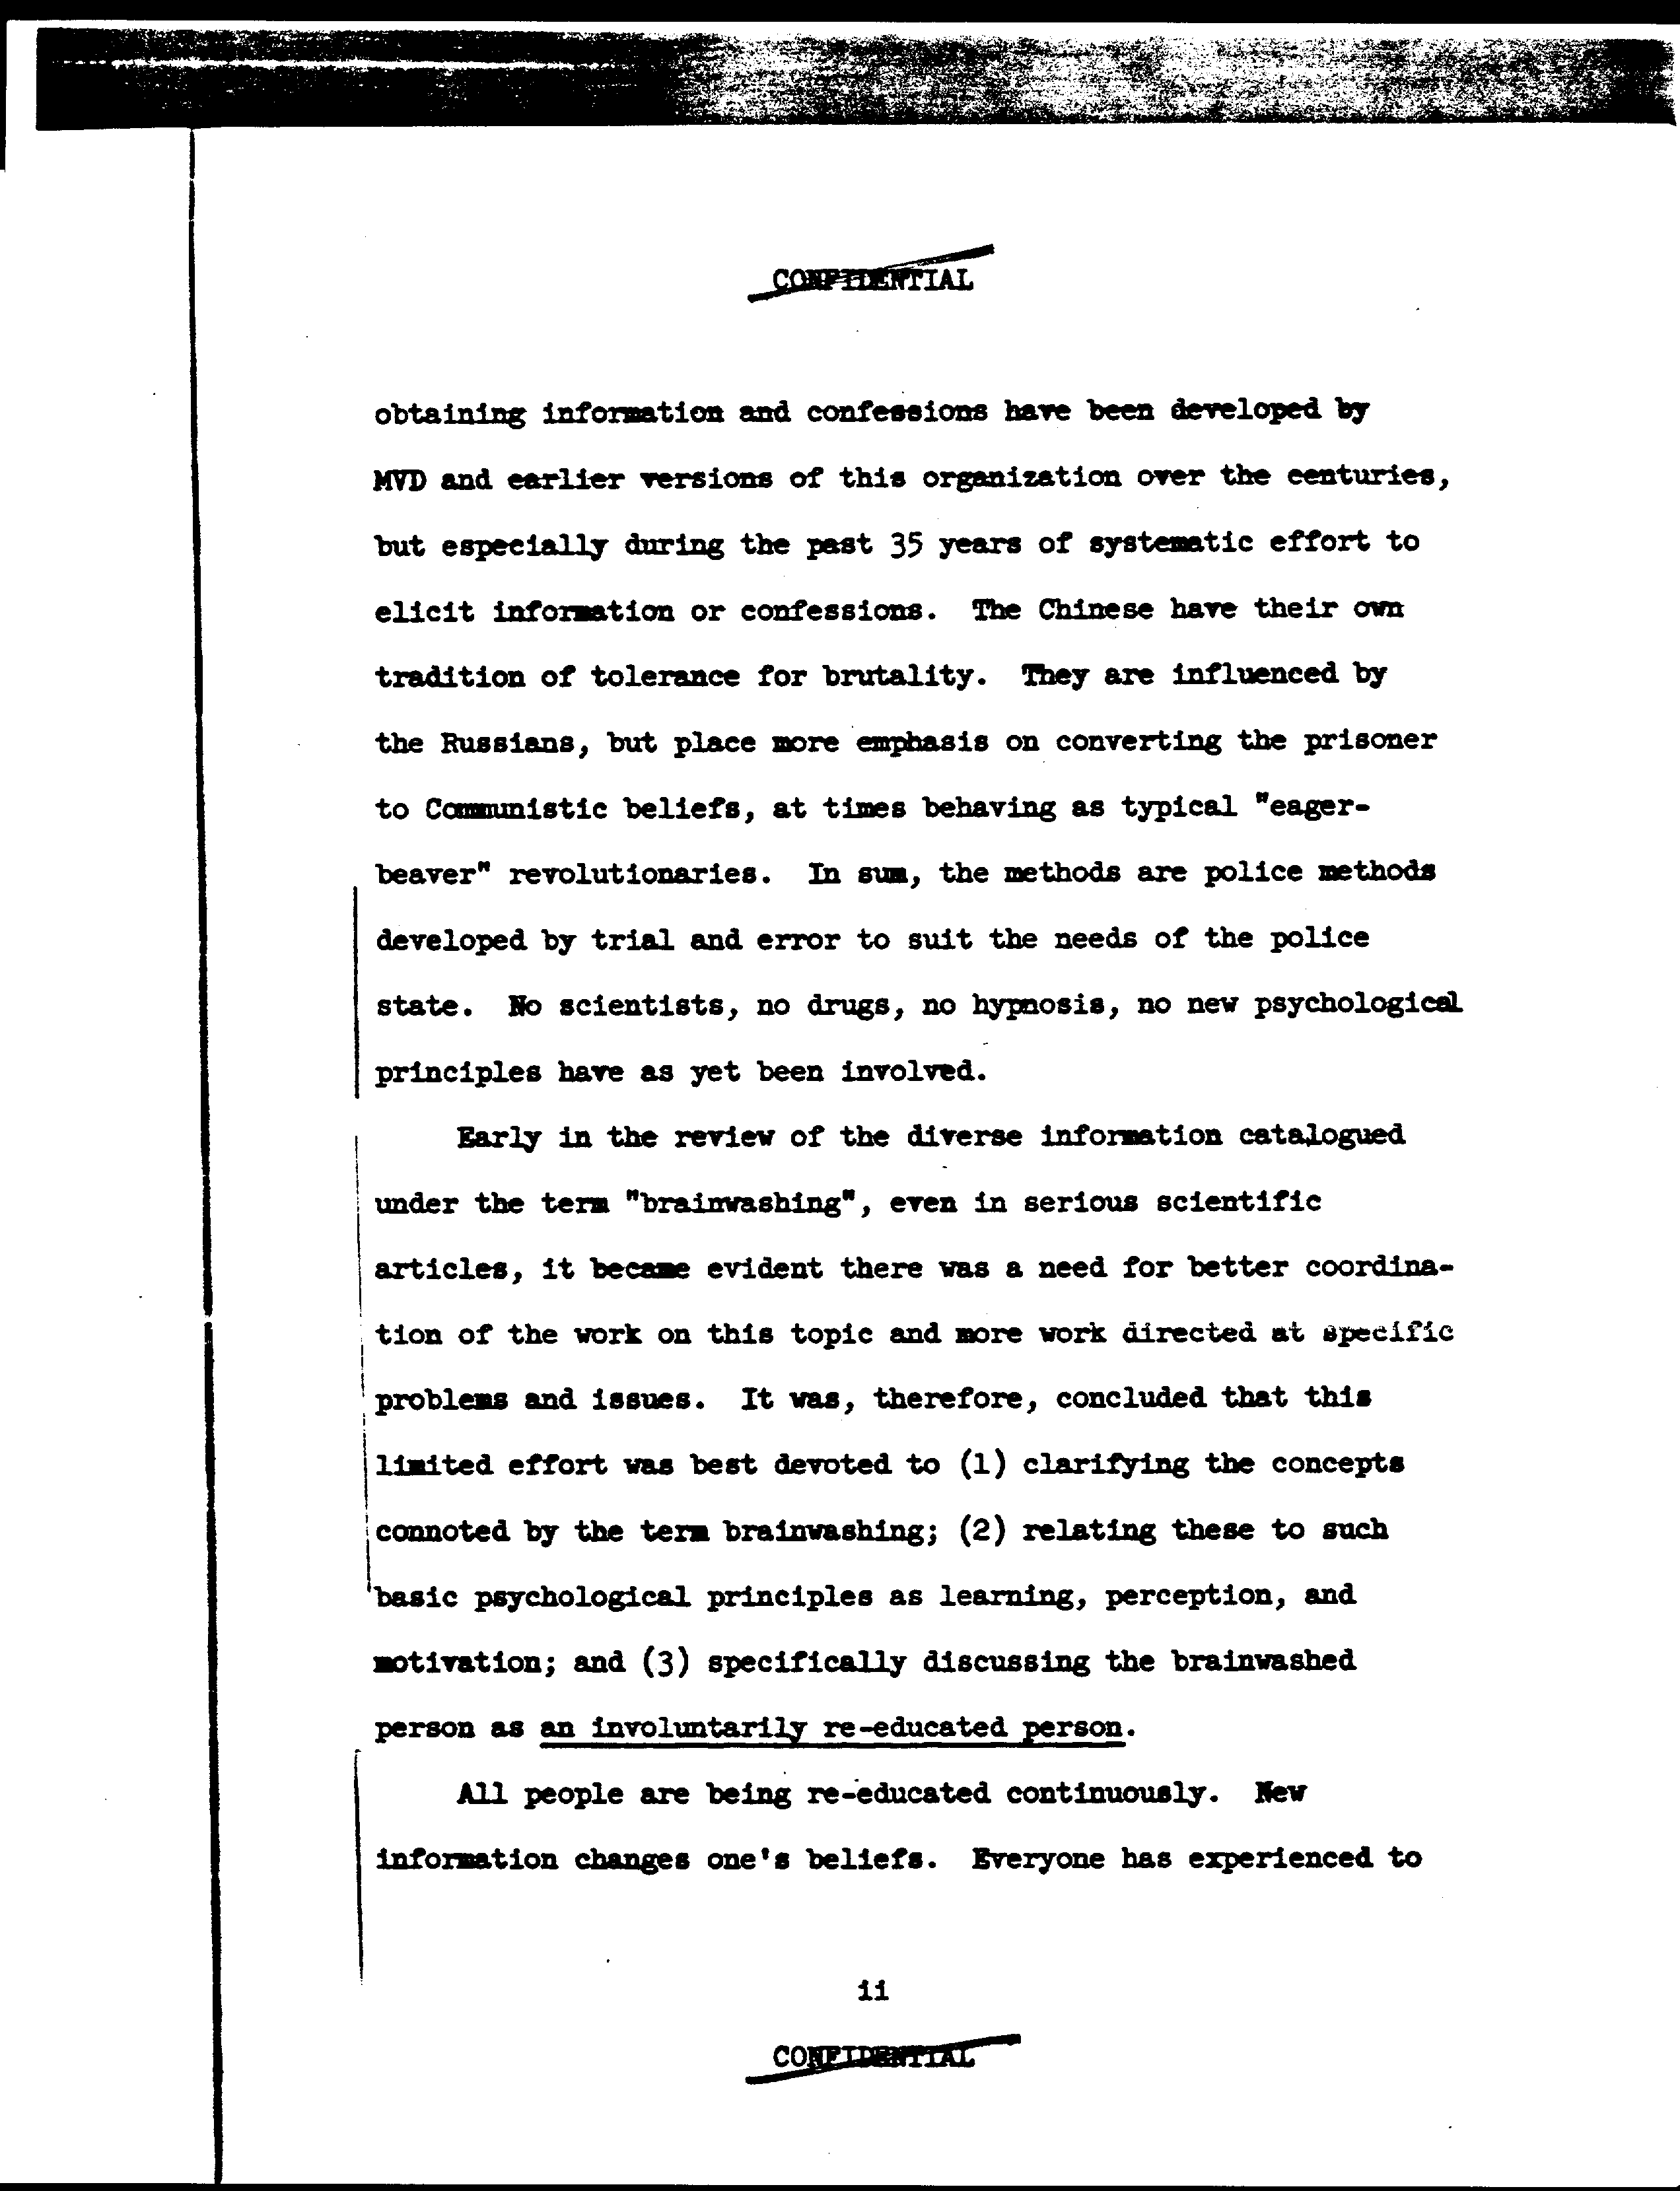 CONFIDENTIAL
obtaining information and confessions have been developed by
MVD and earlier versions of this organization over the centuries,
but especially during the past 35 years of systematic effort to
elicit information or confessions. The Chinese have their own
tradition of tolerance for brutality. They are influenced by
the Russians, but place more emphasis on converting the prisoner
to Communistic beliefs, at times behaving as typical "eager-
beaver" revolutionaries. In sum, the methods are police methods
developed by trial and error to suit the needs of the police
state. No scientists, no drugs, no hypnosis, no new psychological
principles have as yet been involved.
Early in the review of the diverse information catalogued
under the term "brainwashing", even in serious scientific
articles, it became evident there was a need for better coordina-
tion of the work on this topic and more work directed at specific
problems and issues. It was, therefore, concluded that this
limited effort was best devoted to (1) clarifying the concepts
connoted by the term brainwashing; (2) relating these to such
basic psychological principles as learning, perception, and
motivation; and (3) specifically discussing the brainwashed
person as an involuntarily re-educated person.
All people are being re-educated continuously. New
information changes one's beliefs. Everyone has experienced to
ii
CONFIDENTIAL